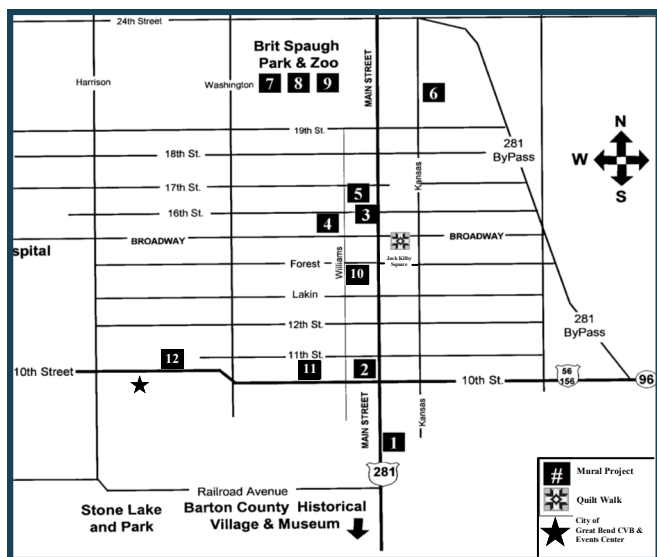 24th Street
Brit Spaugh
Park & Zoo
7 8 9
Harrison
Washington
MAIN STREET
6
N
W E
S
19th St.
281
ByPass
18th St.
17th St.
Kansas
5
16th St.
3
4
BROADWAY
BROADWAY
spital
Jack Kilby
Square
Forest
Williams
10
Lakin
12th St.
281
ByPass
11th St.
12
11
2
10th Street
10th St.
56
156
96
MAIN STREET
Kansas
1
281
Railroad Avenue
Stone Lake
and Park
Barton County Historical
Village & Museum
# Mural Project
Quilt Walk
City of
Great Bend CVB &
Events Center